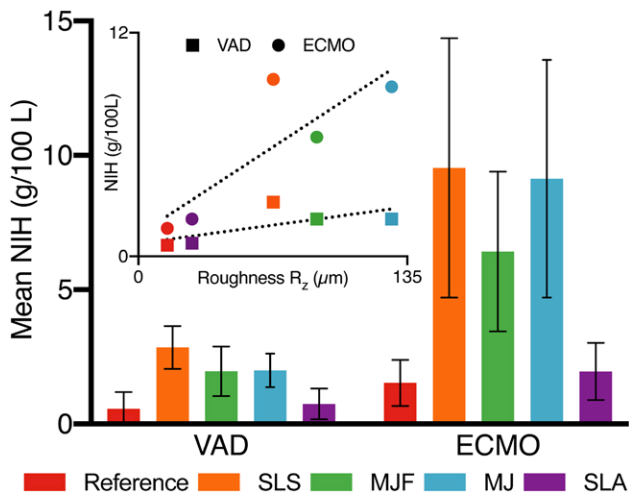 15
10
5
0
Mean NIH (g/100 L)
12
0
NIH (g/100L)
VAD ECMO
0 135
Roughness Rz (µm)
VAD ECMO
Reference SLS MJF MJ SLA